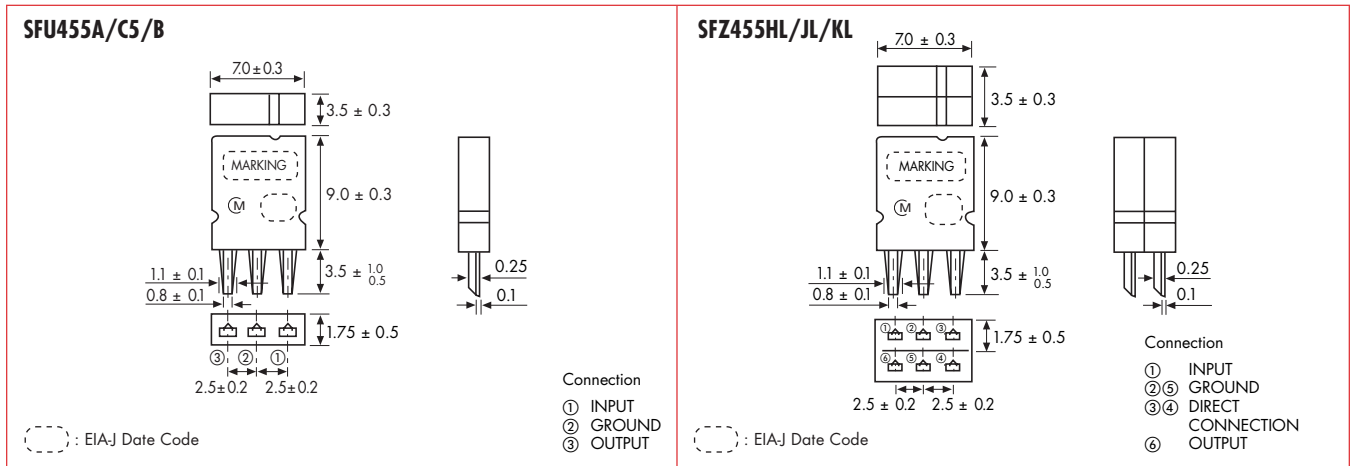 SFU455A/C5/B
7.0±0.3
3.5 ± 0.3
MARKING
M
9.0 ± 0.3
1.1 ± 0.1
0.8 ± 0.1
3.5 ± 1.0 0.5
0.25
0.1
1.75 ± 0.5
③ ② ①
2.5±0.2 2.5±0.2
Connection
① INPUT
② GROUND
③ OUTPUT
: EIA-J Date Code
SFZ455HL/JL/KL
7.0 ± 0.3
3.5 ± 0.3
MARKING
M
9.0 ± 0.3
1.1 ± 0.1
0.8 ± 0.1
3.5 ± 1.0 0.5
0.25
0.1
① ② ③
1.75 ± 0.5
⑥ ⑤ ④
2.5 ± 0.2 2.5 ± 0.2
Connection
① INPUT
②⑤ GROUND
③④ DIRECT
CONNECTION
⑥ OUTPUT
: EIA-J Date Code